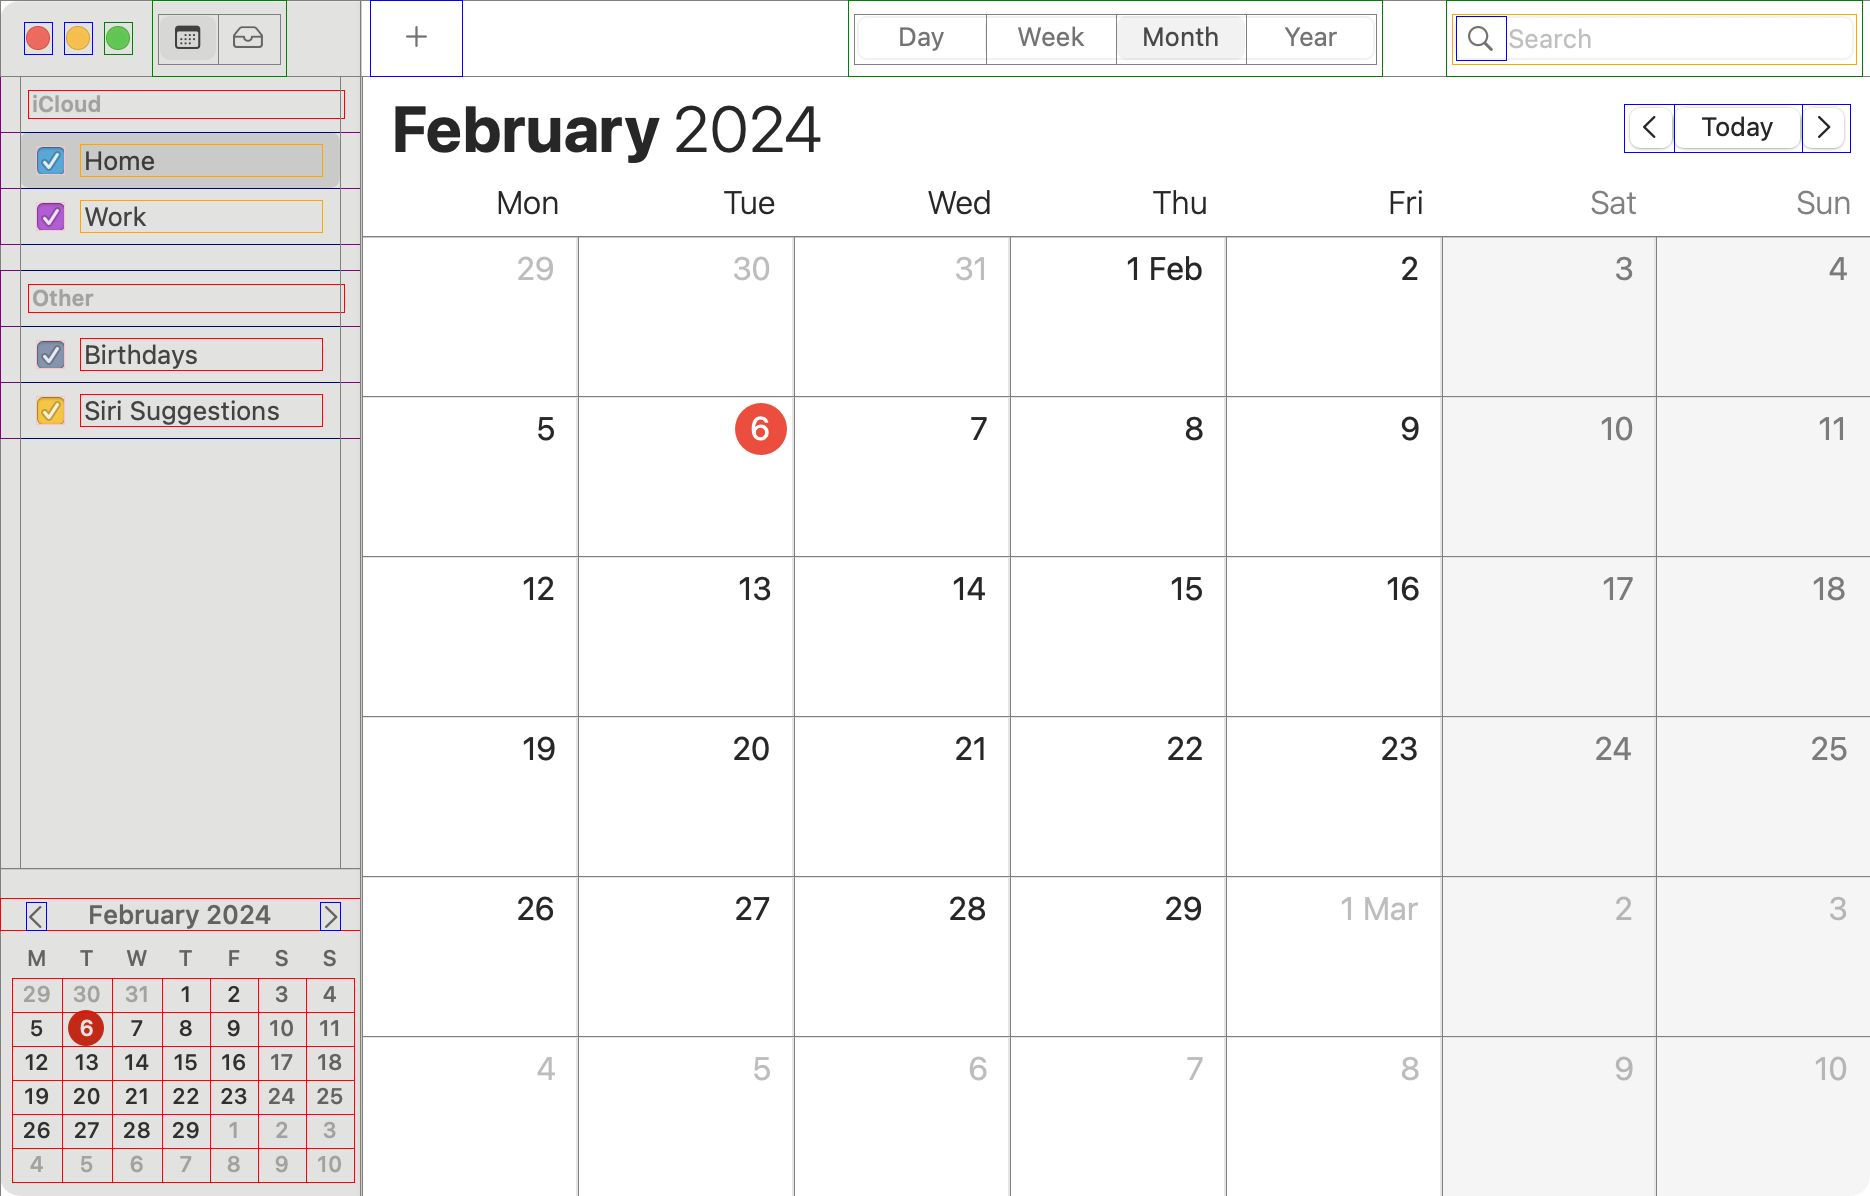 Day Week Month Year Search
iCloud
Home
Work
Other
Birthdays
Siri Suggestions
February 2024
M T W T F S S
29 30 31 1 2 3 4
5 6 7 8 9 10 11
12 13 14 15 16 17 18
19 20 21 22 23 24 25
26 27 28 29 1 2 3
4 5 6 7 8 9 10
February 2024 Today
Mon Tue Wed Thu Fri Sat Sun
29 30 31 1 Feb 2 3 4
5 6 7 8 9 10 11
12 13 14 15 16 17 18
19 20 21 22 23 24 25
26 27 28 29 1 Mar 2 3
4 5 6 7 8 9 10